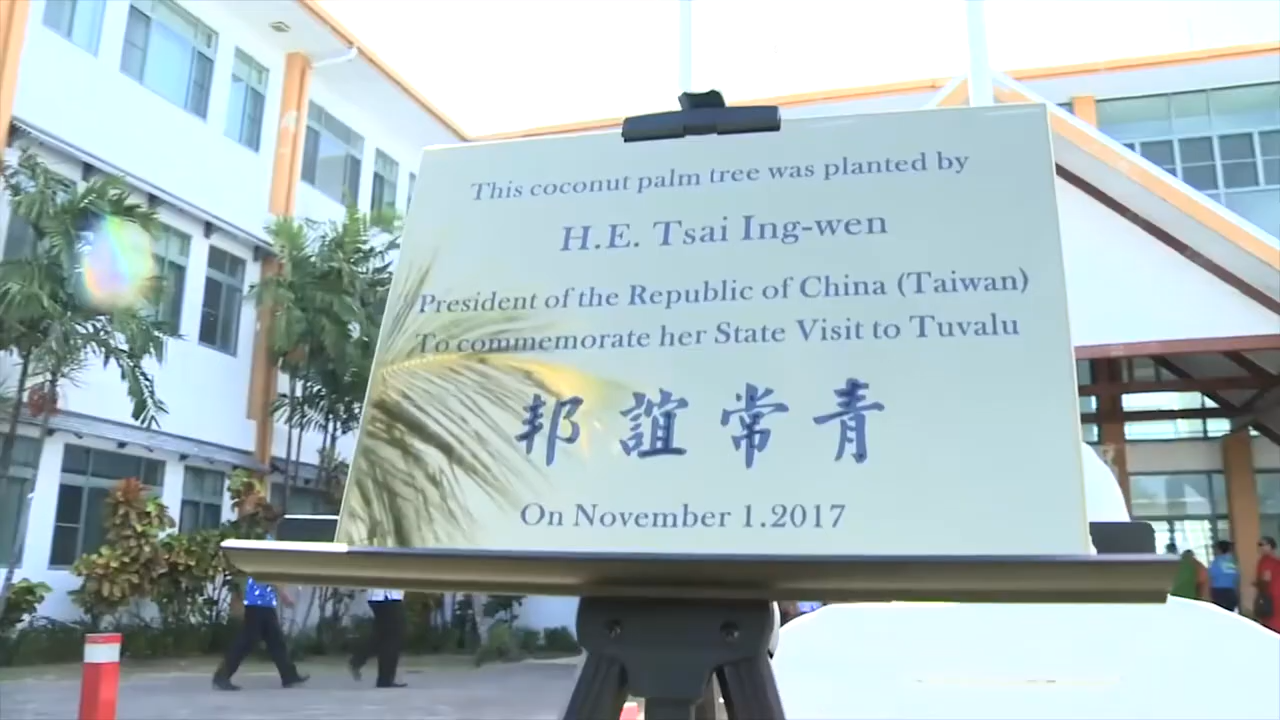 This coconut palm tree was planted by
H.E. Tsai Ing-wen
President of the Republic of China (Taiwan)
To commemorate her State Visit to Tuvalu
邦誼常青
On November 1.2017